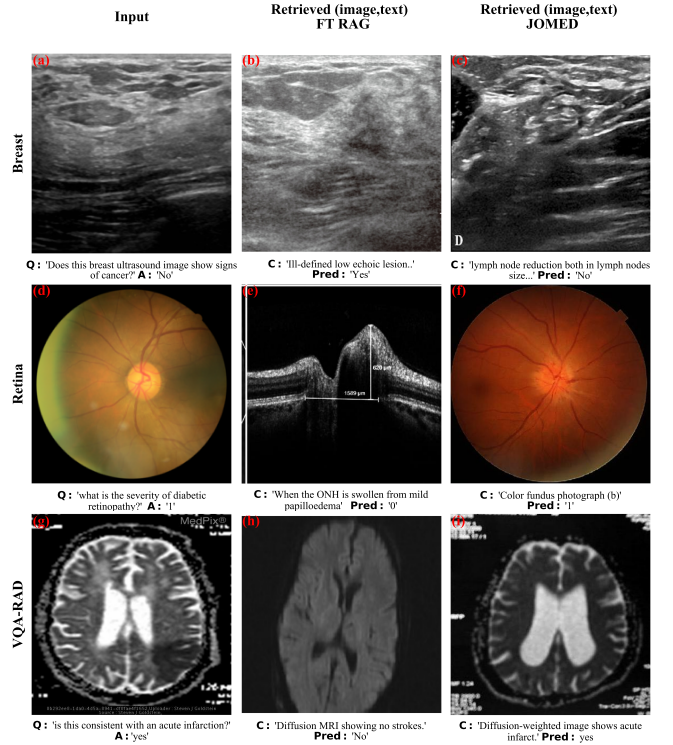 Input
Retrieved (image,text)
FT RAG
Retrieved (image,text)
JOMED
Breast
(a)
(b)
(c)
D
Q: 'Does this breast ultrasound image show signs
of cancer?' A: 'No'
C: 'Ill-defined low echoic lesion..'
Pred: 'Yes'
C: 'lymph node reduction both in lymph nodes
size...' Pred: 'No'
Retina
(d)
(e)
(f)
1589 µm
Q: 'what is the severity of diabetic
retinopathy?' A: '1'
C: 'When the ONH is swollen from mild
papilloedema' Pred: '0'
C: 'Color fundus photograph (b)'
Pred: '1'
VQA-RAD
(g)
MedPix®
(h)
(i)
Q: 'is this consistent with an acute infarction?'
A: 'yes'
C: 'Diffusion MRI showing no strokes.'
Pred: 'No'
C: 'Diffusion-weighted image shows acute
infarct.' Pred: yes